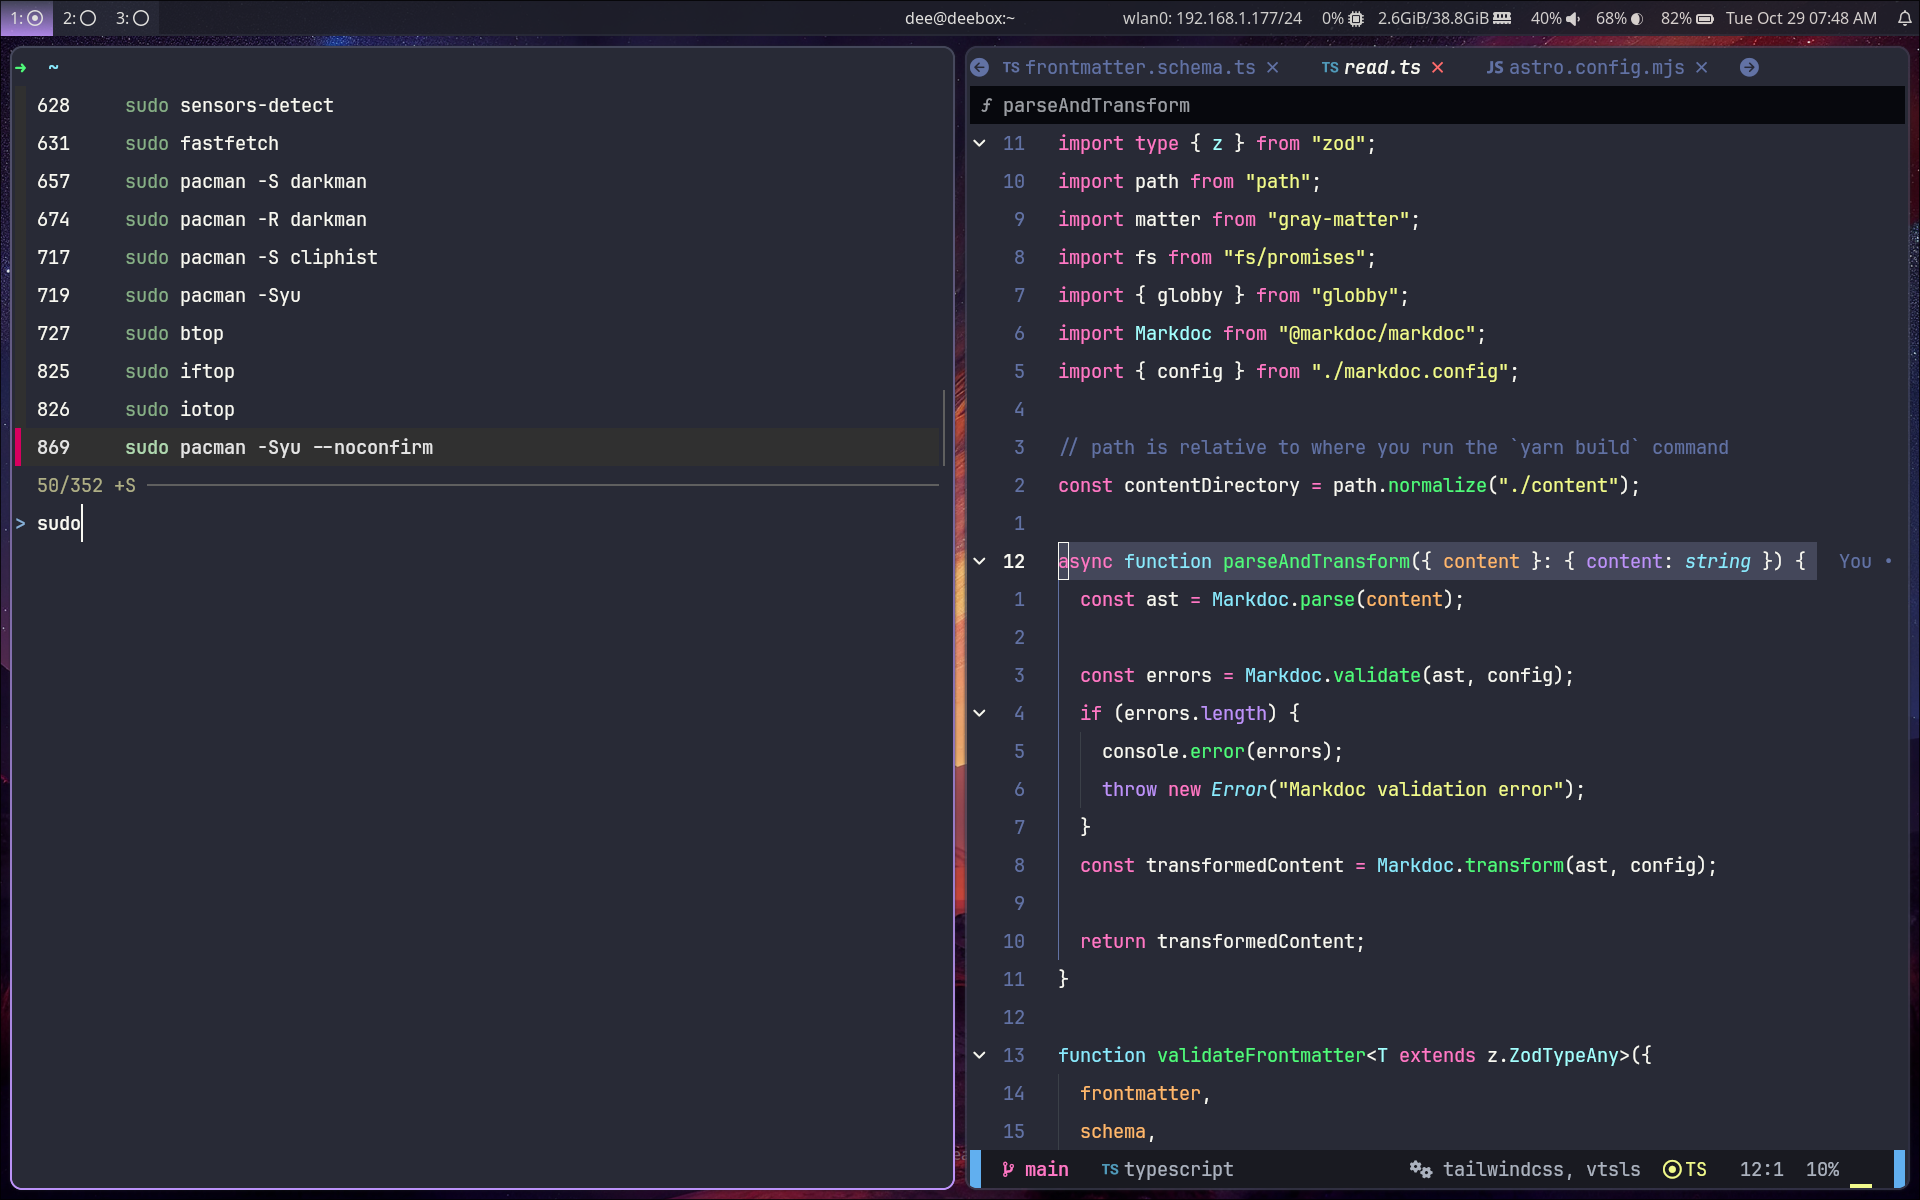 1: 2: 3: dee@deebox:~ wlan0: 192.168.1.177/24 0% 2.6GiB/38.8GiB 40% 68% 82% Tue Oct 29 07:48 AM
➜ ~
628 sudo sensors-detect
631 sudo fastfetch
657 sudo pacman -S darkman
674 sudo pacman -R darkman
717 sudo pacman -S cliphist
719 sudo pacman -Syu
727 sudo btop
825 sudo iftop
826 sudo iotop
869 sudo pacman -Syu --noconfirm
50/352 +S
> sudo
TS frontmatter.schema.ts × TS read.ts × JS astro.config.mjs ×
ƒ parseAndTransform
11 import type { z } from "zod";
10 import path from "path";
9 import matter from "gray-matter";
8 import fs from "fs/promises";
7 import { globby } from "globby";
6 import Markdoc from "@markdoc/markdoc";
5 import { config } from "./markdoc.config";
4
3 // path is relative to where you run the `yarn build` command
2 const contentDirectory = path.normalize("./content");
1
12 async function parseAndTransform({ content }: { content: string }) { You •
1 const ast = Markdoc.parse(content);
2
3 const errors = Markdoc.validate(ast, config);
4 if (errors.length) {
5 console.error(errors);
6 throw new Error("Markdoc validation error");
7 }
8 const transformedContent = Markdoc.transform(ast, config);
9
10 return transformedContent;
11 }
12
13 function validateFrontmatter<T extends z.ZodTypeAny>({
14 frontmatter,
15 schema,
main TS typescript tailwindcss, vtsls TS 12:1 10%